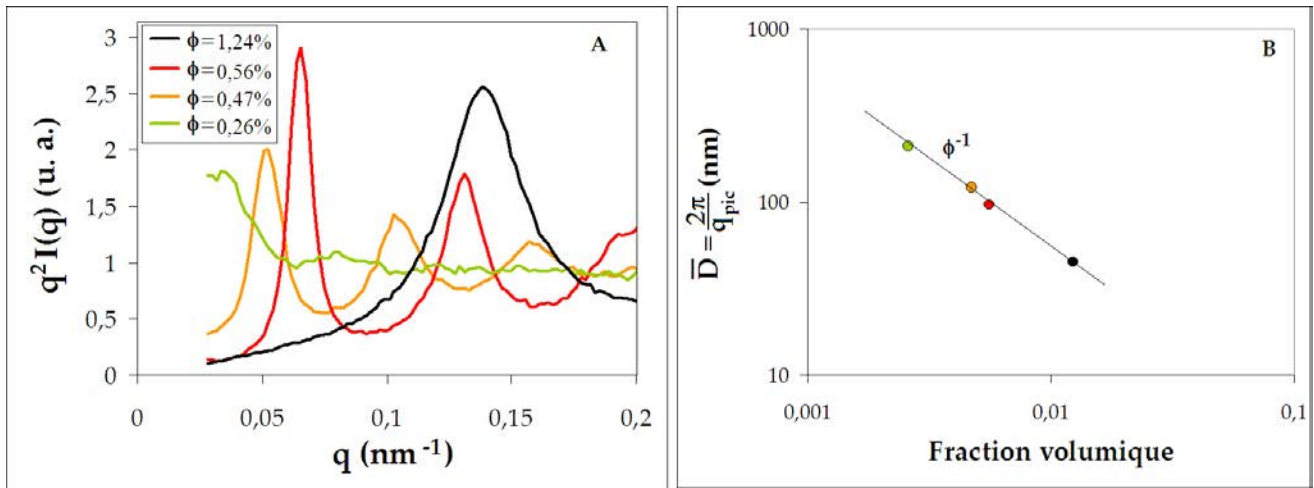 A
ϕ=1,24%
ϕ=0,56%
ϕ=0,47%
ϕ=0,26%
q² I(q) (u. a.)
3
2,5
2
1,5
1
0,5
0
0
0,05
0,1
0,15
0,2
q (nm⁻¹)
B
D̅ = 2π/q_pic (nm)
1000
100
10
ϕ⁻¹
0,001
0,01
0,1
Fraction volumique